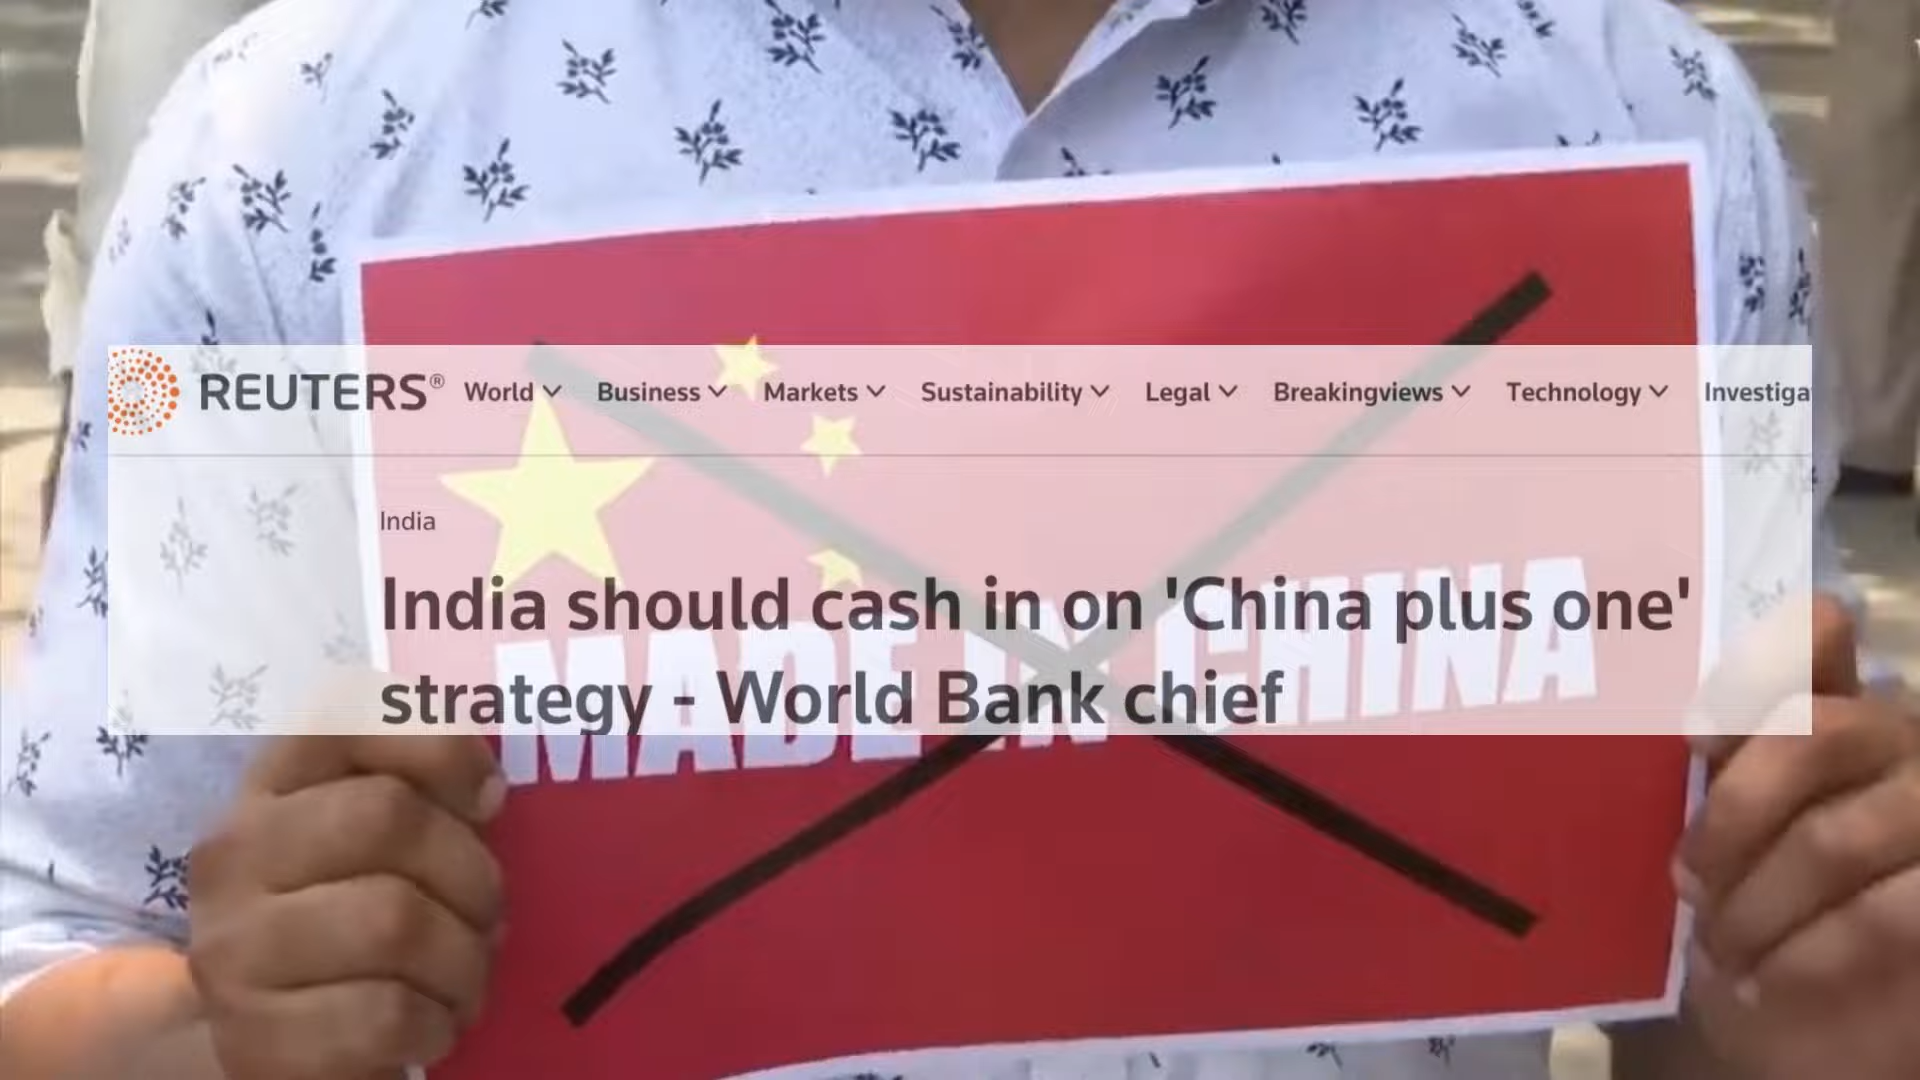 REUTERS® World Business Markets Sustainability Legal Breakingviews Technology Investiga
India
India should cash in on 'China plus one'
strategy - World Bank chief
MADE IN CHINA